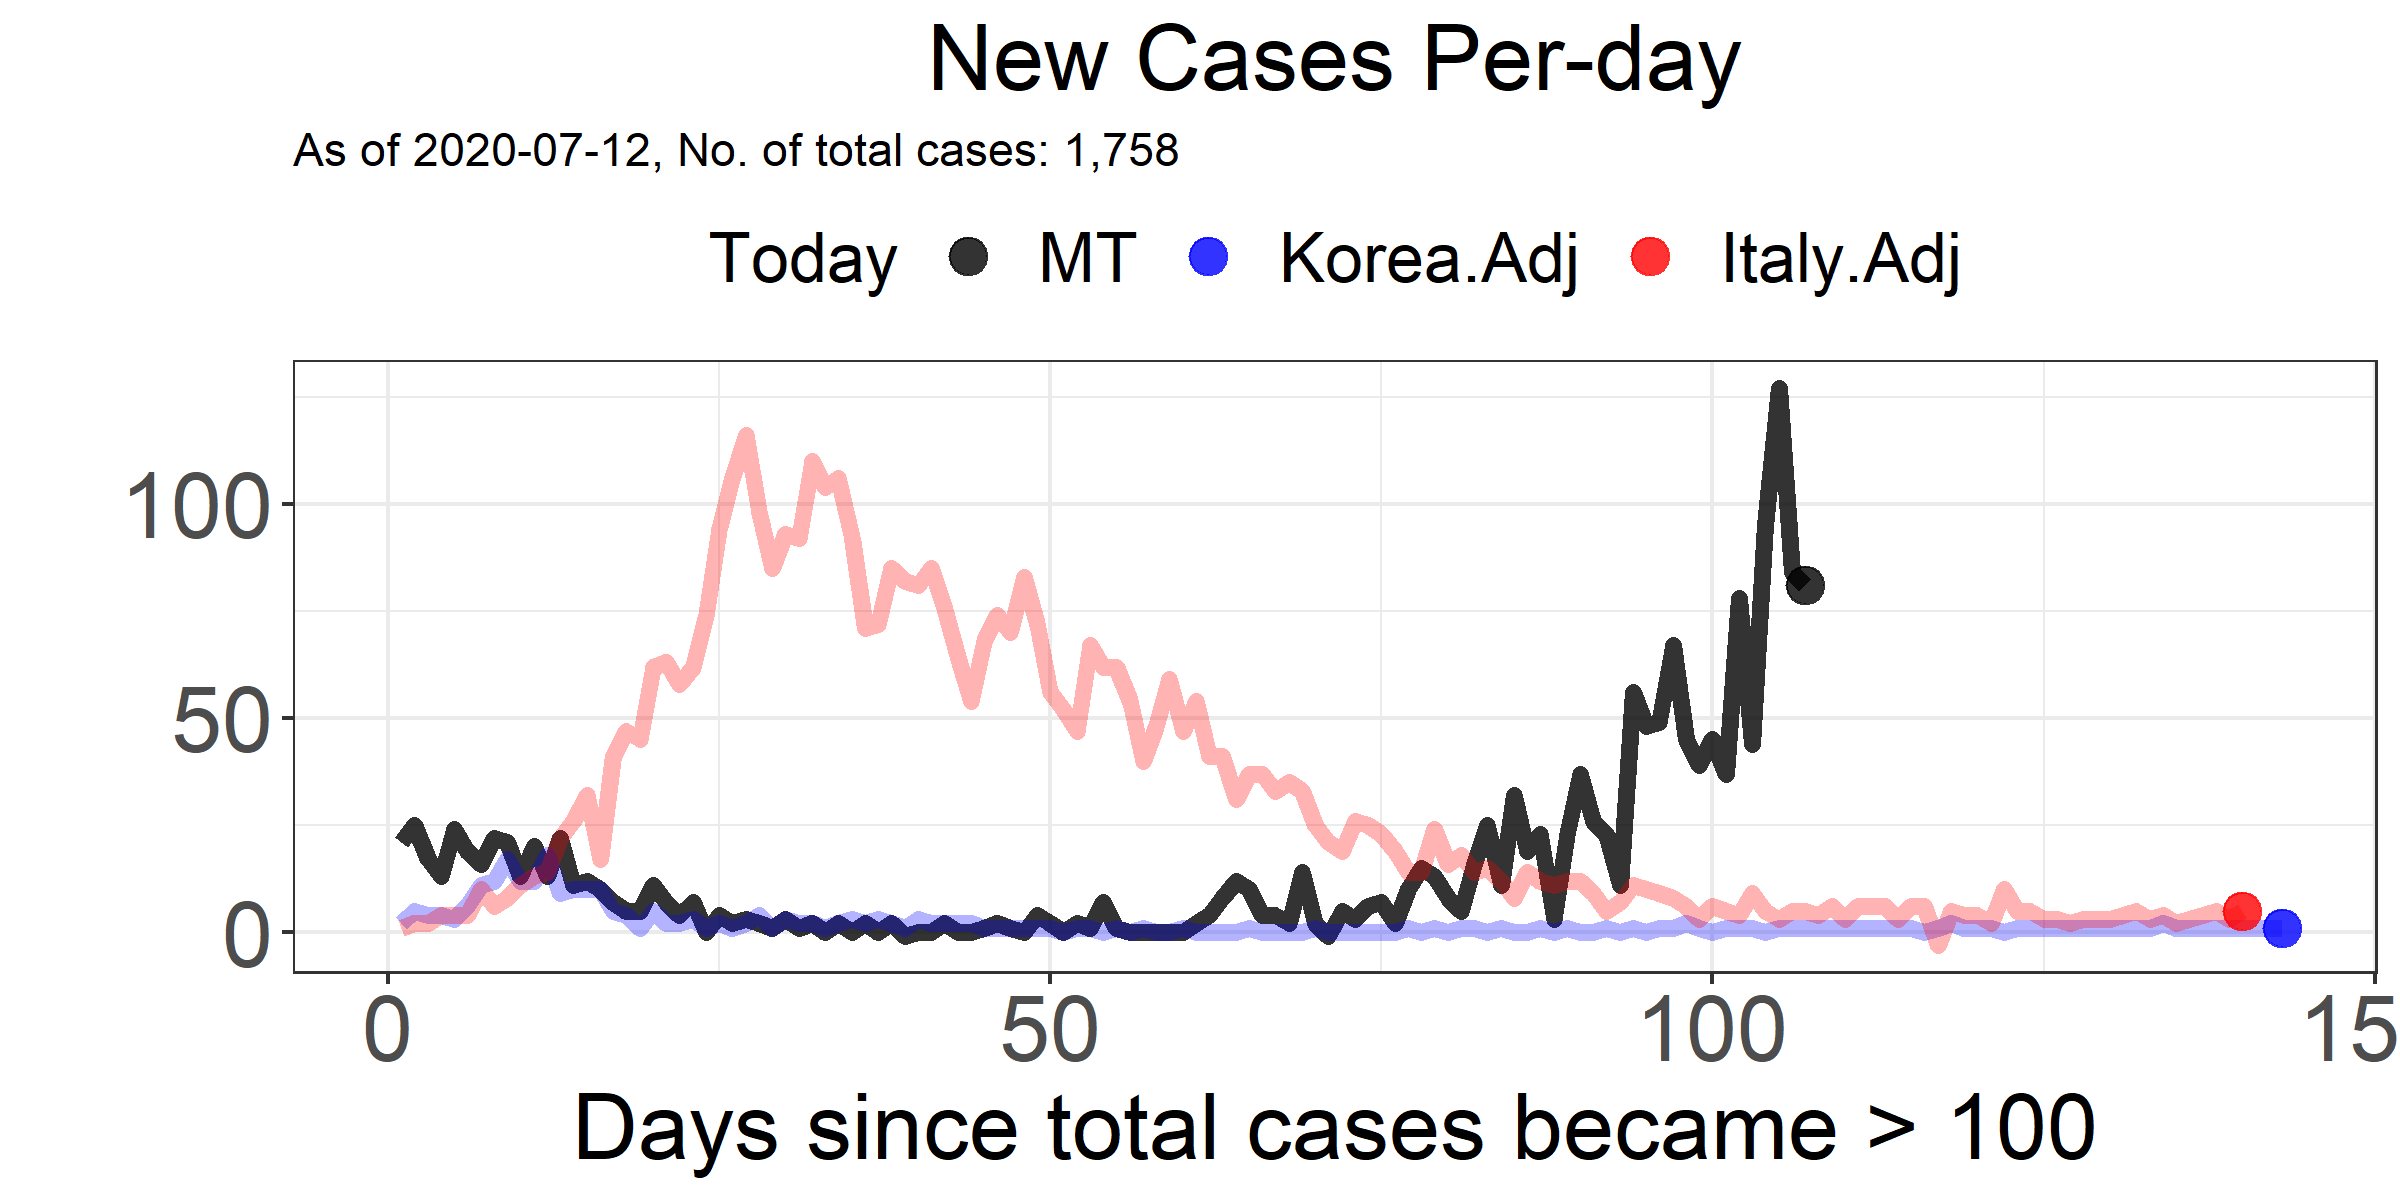 New Cases Per-day
As of 2020-07-12, No. of total cases: 1,758
Today MT Korea.Adj Italy.Adj
100
50
0
0 50 100 15
Days since total cases became > 100